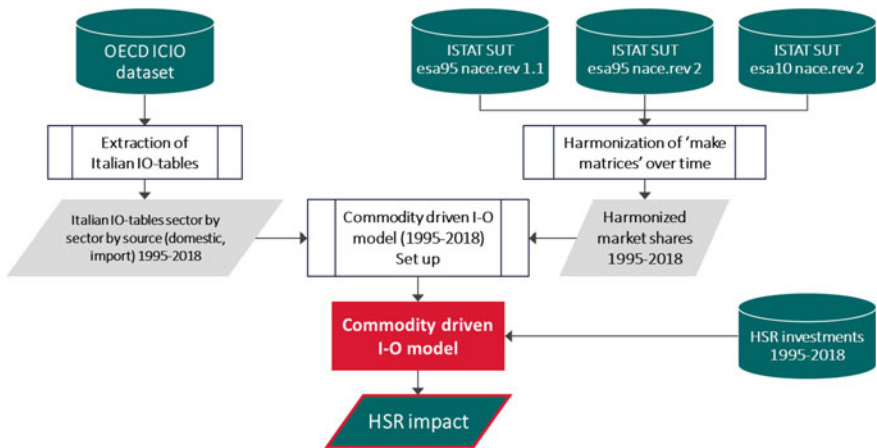 OECD ICIO
dataset
ISTAT SUT
esa95 nace.rev 1.1
ISTAT SUT
esa95 nace.rev 2
ISTAT SUT
esa10 nace.rev 2
Extraction of
Italian IO-tables
Harmonization of ‘make
matrices’ over time
Italian IO-tables sector by
sector by source (domestic,
import) 1995-2018
Commodity driven I-O
model (1995-2018)
Set up
Harmonized
market shares
1995-2018
Commodity driven
I-O model
HSR investments
1995-2018
HSR impact